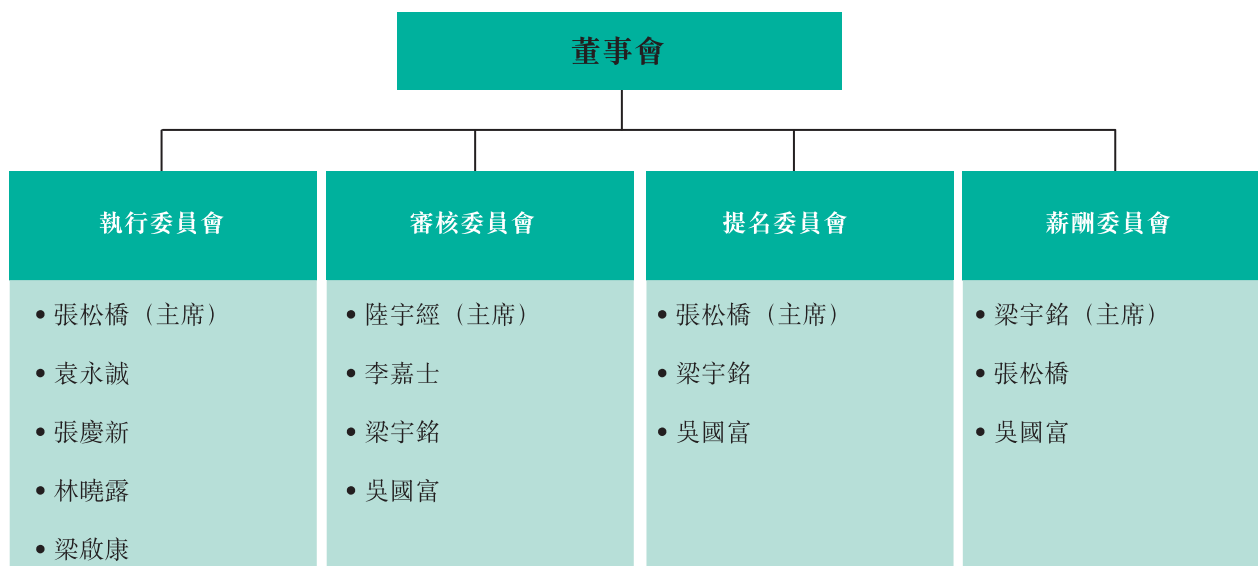 董事會
執行委員會
• 張松橋（主席）
• 袁永誠
• 張慶新
• 林曉露
• 梁啟康
審核委員會
• 陸宇經（主席）
• 李嘉士
• 梁宇銘
• 吳國富
提名委員會
• 張松橋（主席）
• 梁宇銘
• 吳國富
薪酬委員會
• 梁宇銘（主席）
• 張松橋
• 吳國富